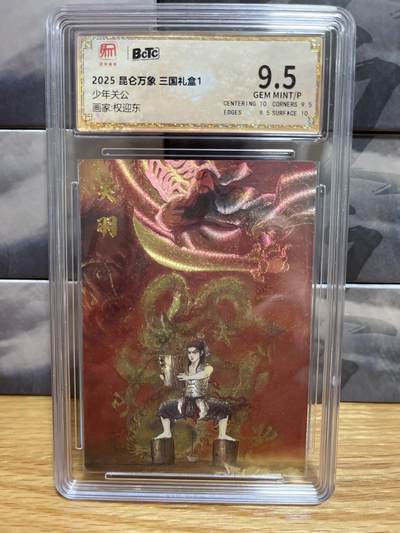 BCTC
2025 昆仑万象 三国礼盒1
少年关公
画家:权迎东
9.5
GEM MINT/P
CENTERING 10 CORNERS 9.5
EDGES 9.5 SURFACE 10
关羽